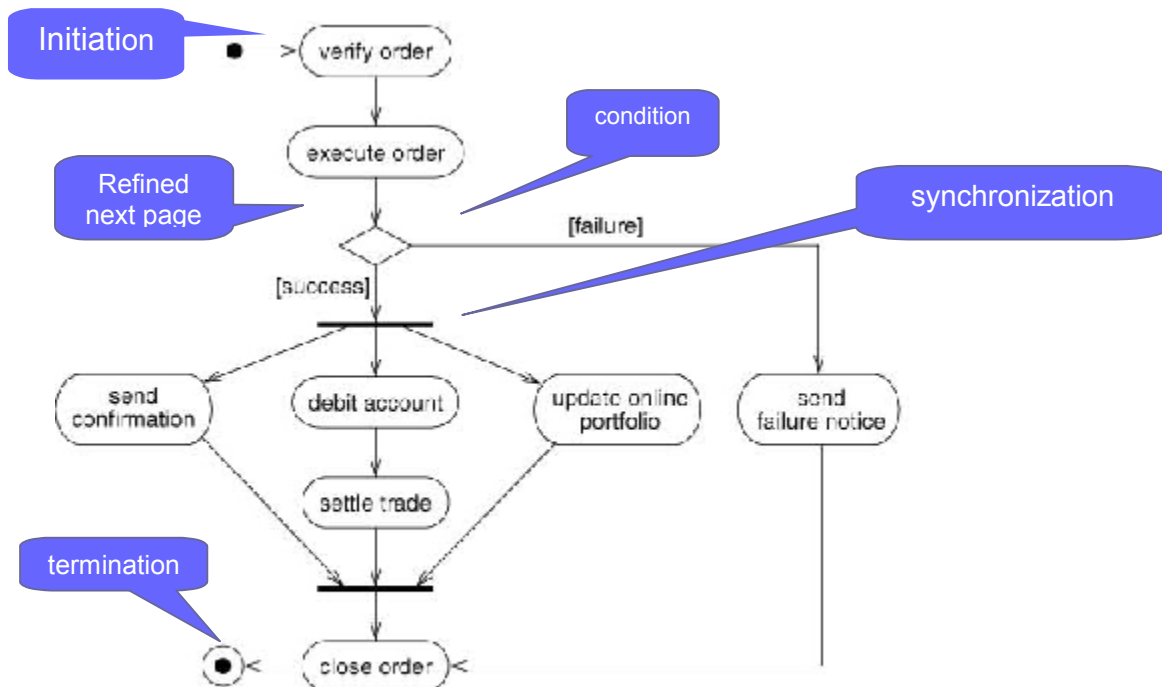 Initiation
verify order
condition
execute order
Refined
next page
synchronization
[failure]
[success]
send
confirmation
debit account
update online
portfolio
send
failure notice
settle trade
termination
close order